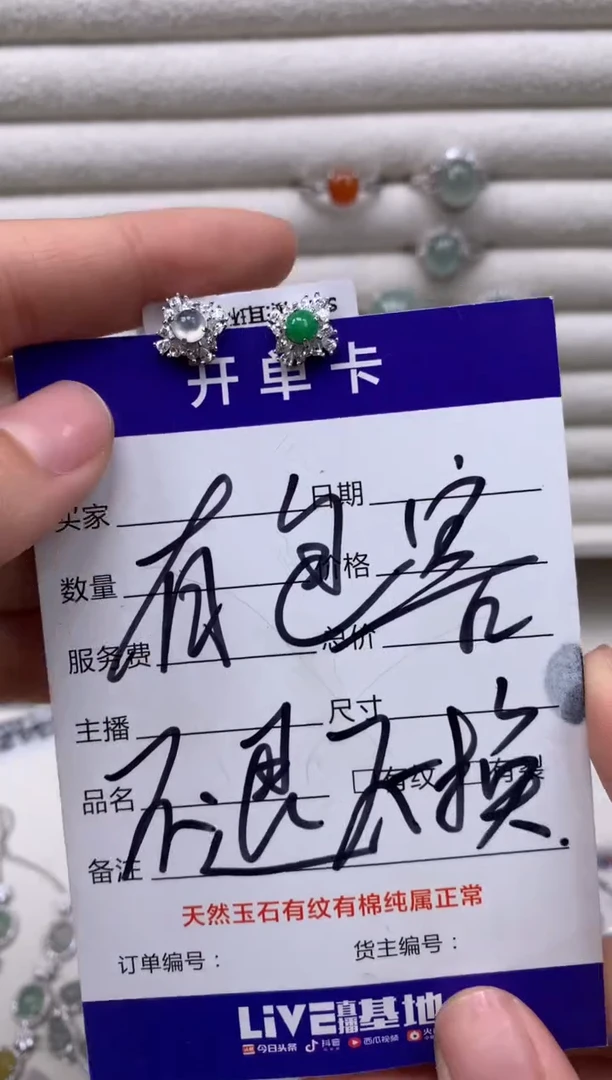 开单卡
买家 日期
数量 价格
服务费 总价
主播 尺寸
品名 有纹 有裂
备注
有包客
不退不换.
天然玉石有纹有棉纯属正常
订单编号： 货主编号：
LiVE直播基地
今日头条 抖音 西瓜视频